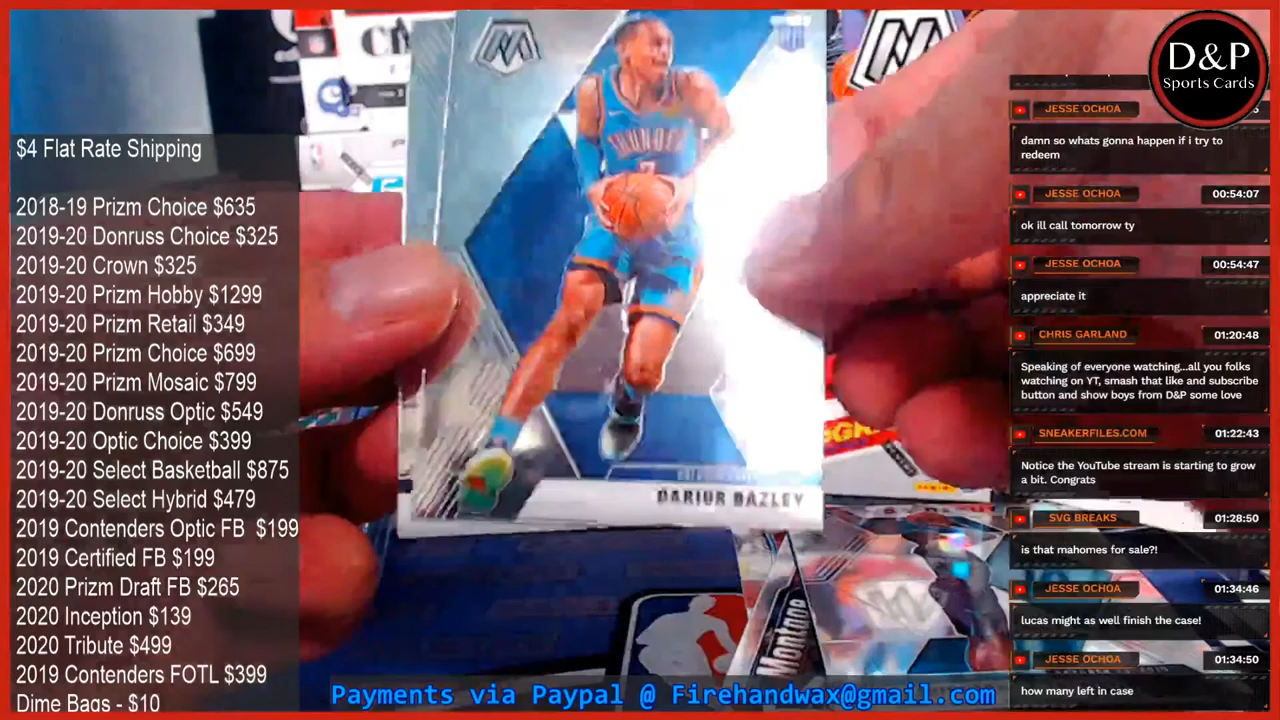 D&P
Sports Cards
$4 Flat Rate Shipping
2018-19 Prizm Choice $635
2019-20 Donruss Choice $325
2019-20 Crown $325
2019-20 Prizm Hobby $1299
2019-20 Prizm Retail $349
2019-20 Prizm Choice $699
2019-20 Prizm Mosaic $799
2019-20 Donruss Optic $549
2019-20 Optic Choice $399
2019-20 Select Basketball $875
2019-20 Select Hybrid $479
2019 Contenders Optic FB $199
2019 Certified FB $199
2020 Prizm Draft FB $265
2020 Inception $139
2020 Tribute $499
2019 Contenders FOTL $399
Dime Bags - $10
THUNDER
7
DARIUS BAZLEY
Montage
JESSE OCHOA
damn so whats gonna happen if i try to
redeem
JESSE OCHOA 00:54:07
ok ill call tomorrow ty
JESSE OCHOA 00:54:47
appreciate it
CHRIS GARLAND 01:20:48
Speaking of everyone watching...all you folks
watching on YT, smash that like and subscribe
button and show boys from D&P some love
SNEAKERFILES.COM 01:22:43
Notice the YouTube stream is starting to grow
a bit. Congrats
SVG BREAKS 01:28:50
is that mahomes for sale?!
JESSE OCHOA 01:34:46
lucas might as well finish the case!
JESSE OCHOA 01:34:50
how many left in case
Payments via Paypal @ Firehandwax@gmail.com